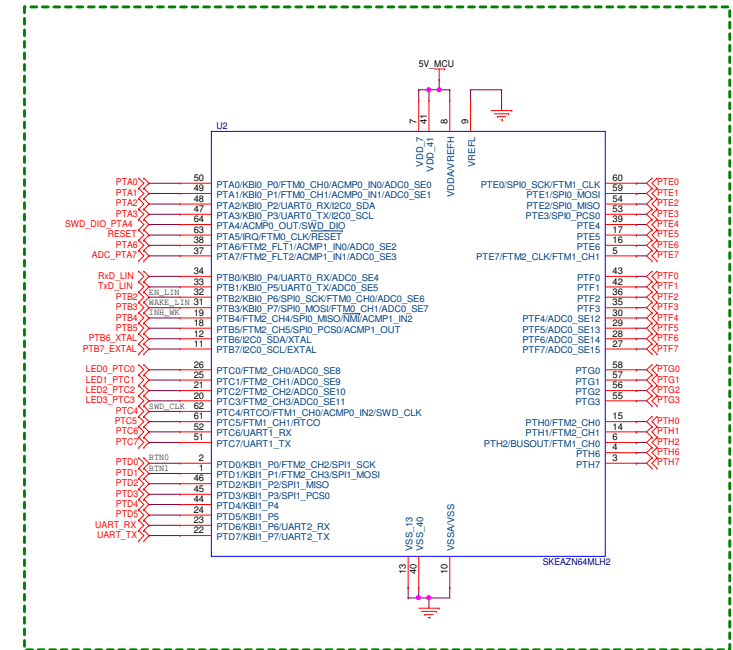 5V_MCU
U2
7 41 8 9
VDD_7 VDD_41 VDDA/VREFH VREFL
PTA0 50 PTA0/KBI0_P0/FTM0_CH0/ACMP0_IN0/ADC0_SE0
PTA1 49 PTA1/KBI0_P1/FTM0_CH1/ACMP0_IN1/ADC0_SE1
PTA2 48 PTA2/KBI0_P2/UART0_RX/I2C0_SDA
PTA3 47 PTA3/KBI0_P3/UART0_TX/I2C0_SCL
SWD_DIO_PTA4 64 PTA4/ACMP0_OUT/SWD_DIO
RESET 63 PTA5/IRQ/FTM0_CLK/RESET
PTA6 38 PTA6/FTM2_FLT1/ACMP1_IN0/ADC0_SE2
ADC_PTA7 37 PTA7/FTM2_FLT2/ACMP1_IN1/ADC0_SE3
RxD_LIN 34 PTB0/KBI0_P4/UART0_RX/ADC0_SE4
TxD_LIN 33 PTB1/KBI0_P5/UART0_TX/ADC0_SE5
PTB2 EN_LIN 32 PTB2/KBI0_P6/SPI0_SCK/FTM0_CH0/ADC0_SE6
PTB3 WAKE_LIN 31 PTB3/KBI0_P7/SPI0_MOSI/FTM0_CH1/ADC0_SE7
PTB4 INH_WK 19 PTB4/FTM2_CH4/SPI0_MISO/NMI/ACMP1_IN2
PTB5 18 PTB5/FTM2_CH5/SPI0_PCS0/ACMP1_OUT
PTB6_XTAL 12 PTB6/I2C0_SDA/XTAL
PTB7_EXTAL 11 PTB7/I2C0_SCL/EXTAL
LED0_PTC0 26 PTC0/FTM2_CH0/ADC0_SE8
LED1_PTC1 25 PTC1/FTM2_CH1/ADC0_SE9
LED2_PTC2 21 PTC2/FTM2_CH2/ADC0_SE10
LED3_PTC3 20 PTC3/FTM2_CH3/ADC0_SE11
PTC4 SWD_CLK 62 PTC4/RTCO/FTM1_CH0/ACMP0_IN2/SWD_CLK
PTC5 61 PTC5/FTM1_CH1/RTCO
PTC6 52 PTC6/UART1_RX
PTC7 51 PTC7/UART1_TX
PTD0 BTN0 2 PTD0/KBI1_P0/FTM2_CH2/SPI1_SCK
PTD1 BTN1 1 PTD1/KBI1_P1/FTM2_CH3/SPI1_MOSI
PTD2 46 PTD2/KBI1_P2/SPI1_MISO
PTD3 45 PTD3/KBI1_P3/SPI1_PCS0
PTD4 44 PTD4/KBI1_P4
PTD5 24 PTD5/KBI1_P5
UART_RX 23 PTD6/KBI1_P6/UART2_RX
UART_TX 22 PTD7/KBI1_P7/UART2_TX
PTE0/SPI0_SCK/FTM1_CLK 60 PTE0
PTE1/SPI0_MOSI 59 PTE1
PTE2/SPI0_MISO 54 PTE2
PTE3/SPI0_PCS0 53 PTE3
PTE4 39 PTE4
PTE5 17 PTE5
PTE6 16 PTE6
PTE7/FTM2_CLK/FTM1_CH1 5 PTE7
PTF0 43 PTF0
PTF1 42 PTF1
PTF2 36 PTF2
PTF3 35 PTF3
PTF4/ADC0_SE12 30 PTF4
PTF5/ADC0_SE13 29 PTF5
PTF6/ADC0_SE14 28 PTF6
PTF7/ADC0_SE15 27 PTF7
PTG0 58 PTG0
PTG1 57 PTG1
PTG2 56 PTG2
PTG3 55 PTG3
PTH0/FTM2_CH0 15 PTH0
PTH1/FTM2_CH1 14 PTH1
PTH2/BUSOUT/FTM1_CH0 6 PTH2
PTH6 4 PTH6
PTH7 3 PTH7
VSS_13 VSS_40 VSSA/VSS
13 40 10
SKEAZN64MLH2